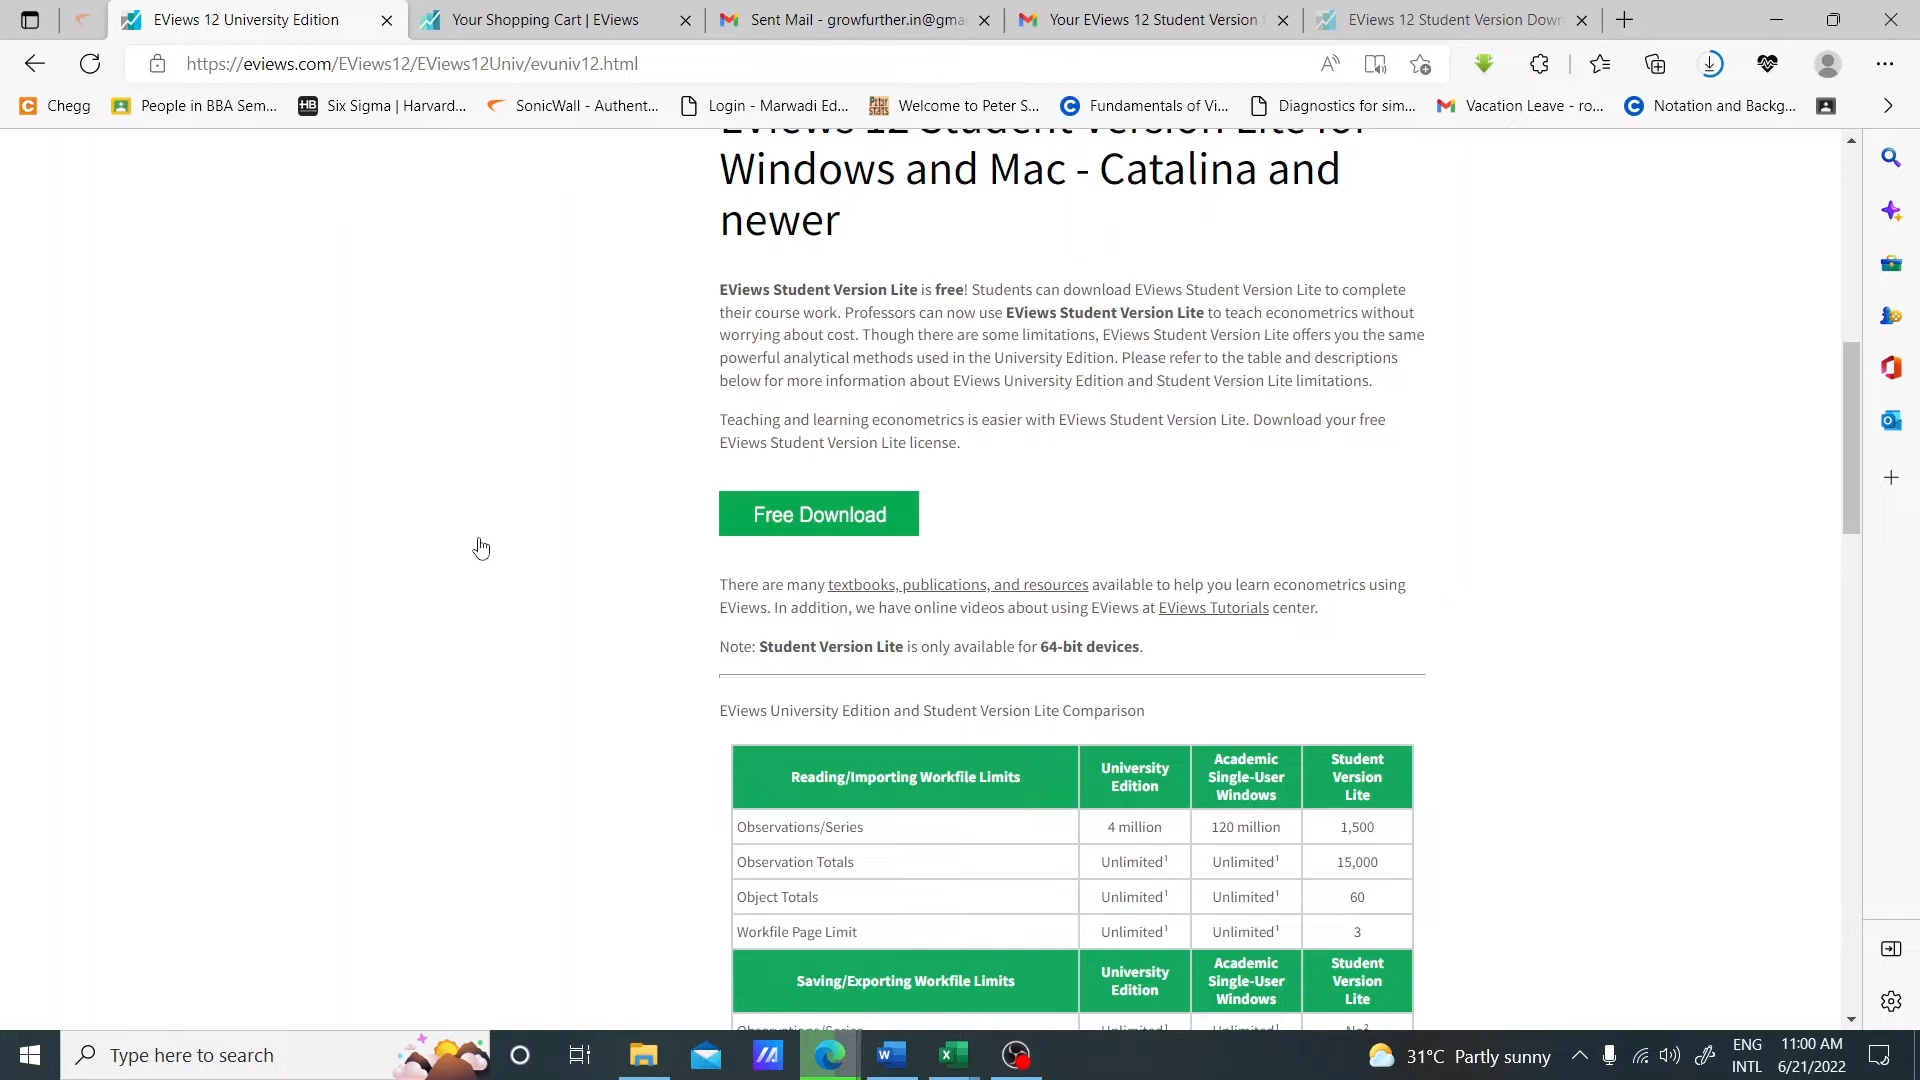 EViews 12 University Edition
Your Shopping Cart | EViews
Sent Mail - growfurther.in@gma
Your EViews 12 Student Version
EViews 12 Student Version Down
https://eviews.com/EViews12/EViews12Univ/evuniv12.html
Chegg
People in BBA Sem...
HB
Six Sigma | Harvard...
SonicWall - Authent...
Login - Marwadi Ed...
Welcome to Peter S...
Fundamentals of Vi...
Diagnostics for sim...
Vacation Leave - ro...
Notation and Backg...
EViews 12 Student Version Lite for
Windows and Mac - Catalina and
newer
EViews Student Version Lite is free! Students can download EViews Student Version Lite to complete
their course work. Professors can now use EViews Student Version Lite to teach econometrics without
worrying about cost. Though there are some limitations, EViews Student Version Lite offers you the same
powerful analytical methods used in the University Edition. Please refer to the table and descriptions
below for more information about EViews University Edition and Student Version Lite limitations.
Teaching and learning econometrics is easier with EViews Student Version Lite. Download your free
EViews Student Version Lite license.
Free Download
There are many textbooks, publications, and resources available to help you learn econometrics using
EViews. In addition, we have online videos about using EViews at EViews Tutorials center.
Note: Student Version Lite is only available for 64-bit devices.
EViews University Edition and Student Version Lite Comparison
Reading/Importing Workfile Limits
University
Edition
Academic
Single-User
Windows
Student
Version
Lite
Observations/Series 4 million 120 million 1,500
Observation Totals Unlimited¹ Unlimited¹ 15,000
Object Totals Unlimited¹ Unlimited¹ 60
Workfile Page Limit Unlimited¹ Unlimited¹ 3
Saving/Exporting Workfile Limits
University
Edition
Academic
Single-User
Windows
Student
Version
Lite
Observations/Series Unlimited¹ Unlimited¹ No²
Type here to search
31°C Partly sunny
ENG
INTL
11:00 AM
6/21/2022